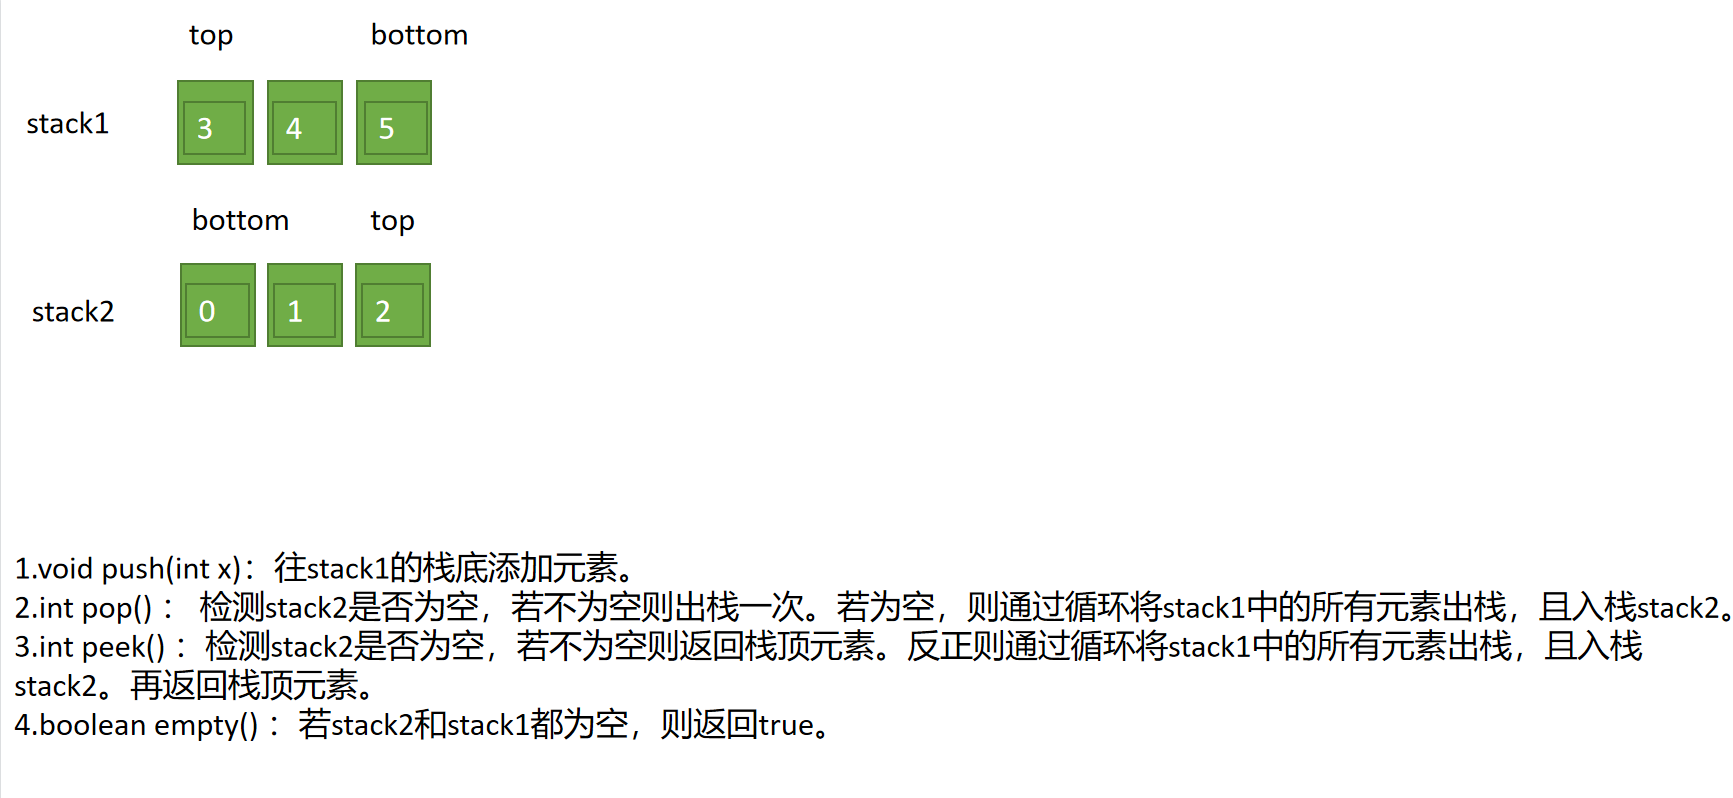 top bottom
stack1 3 4 5
bottom top
stack2 0 1 2
1.void push(int x)：往stack1的栈底添加元素。
2.int pop() ： 检测stack2是否为空，若不为空则出栈一次。若为空，则通过循环将stack1中的所有元素出栈，且入栈stack2。
3.int peek() ：检测stack2是否为空，若不为空则返回栈顶元素。反正则通过循环将stack1中的所有元素出栈，且入栈
stack2。再返回栈顶元素。
4.boolean empty() ：若stack2和stack1都为空，则返回true。